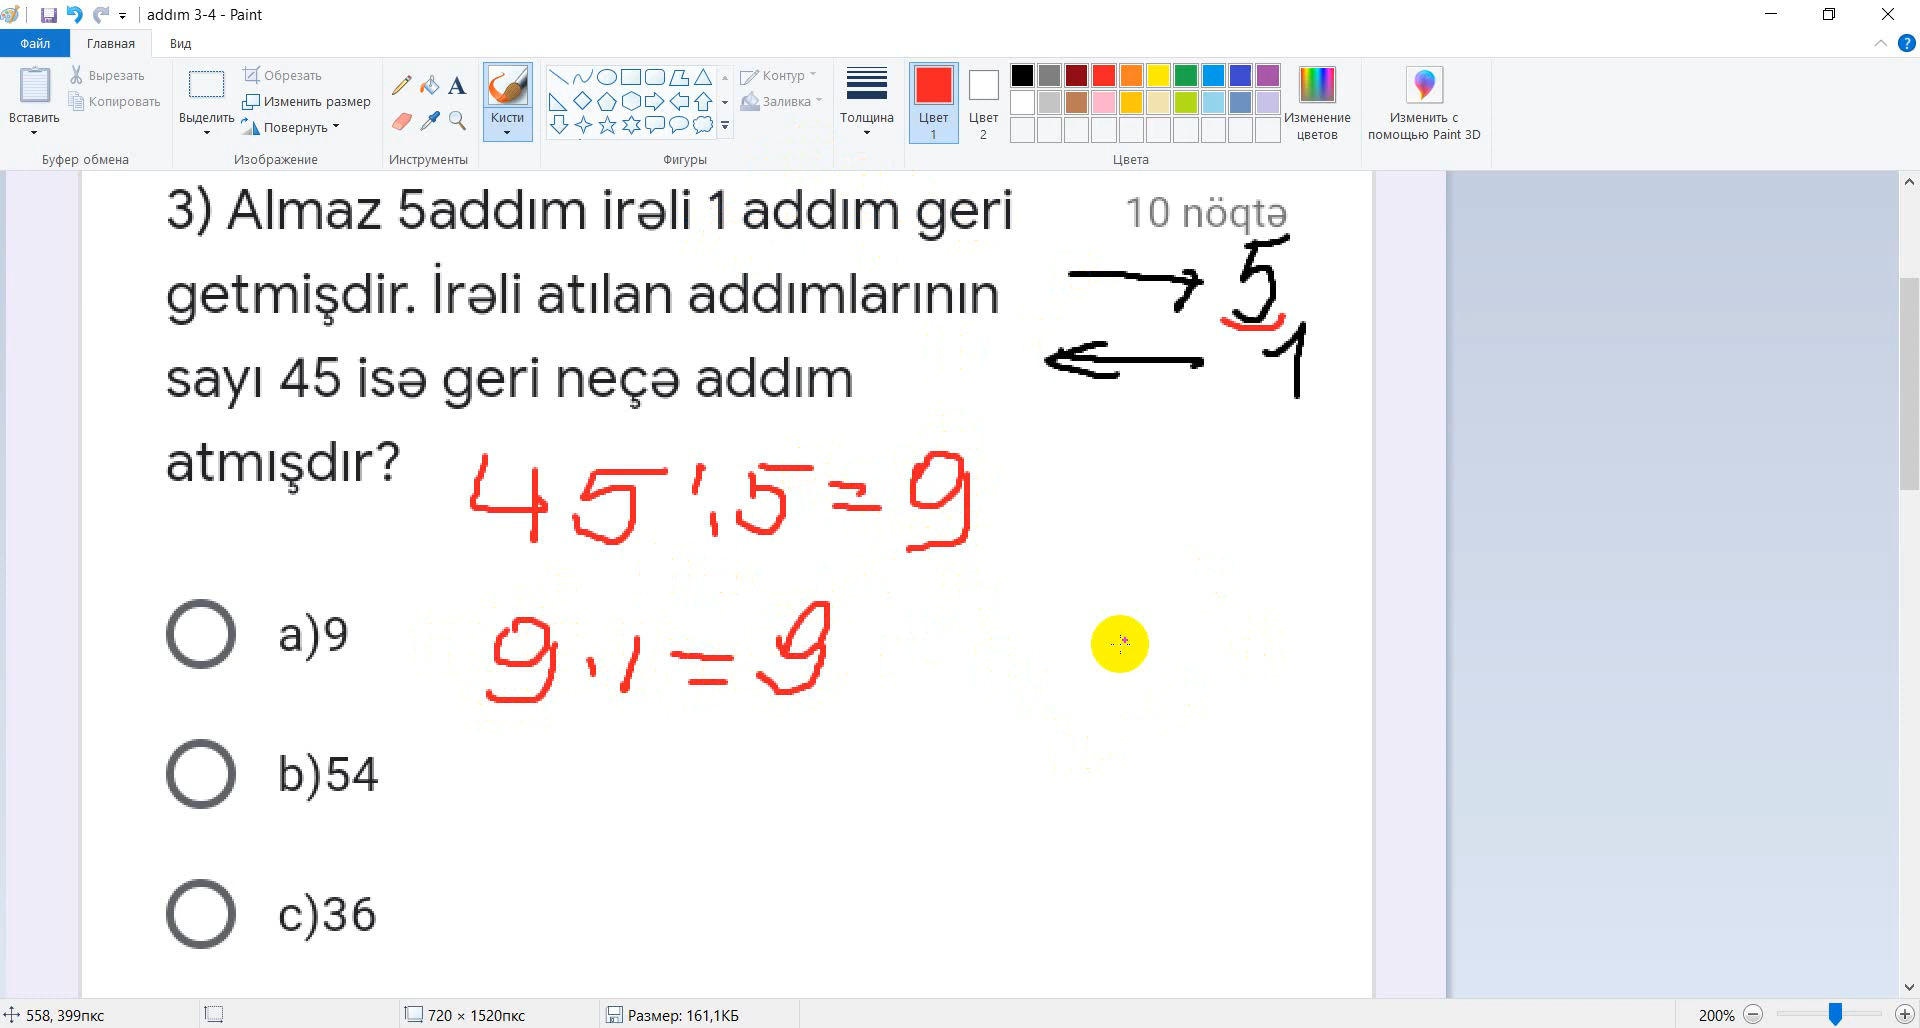 addım 3-4 - Paint
Файл Главная Вид
Вставить
Вырезать
Копировать
Буфер обмена
Выделить
Обрезать
Изменить размер
Повернуть
Изображение
A
Инструменты
Кисти
Контур
Заливка
Фигуры
Толщина
Цвет
1
Цвет
2
Изменение
цветов
Цвета
Изменить с
помощью Paint 3D
?
3) Almaz 5addım irəli 1 addım geri
getmişdir. İrəli atılan addımlarının
sayı 45 isə geri neçə addım
atmışdır?
10 nöqtə
5
1
45:5=9
9·1=9
a)9
b)54
c)36
558, 399пкс
720 × 1520пкс
Размер: 161,1КБ
200%